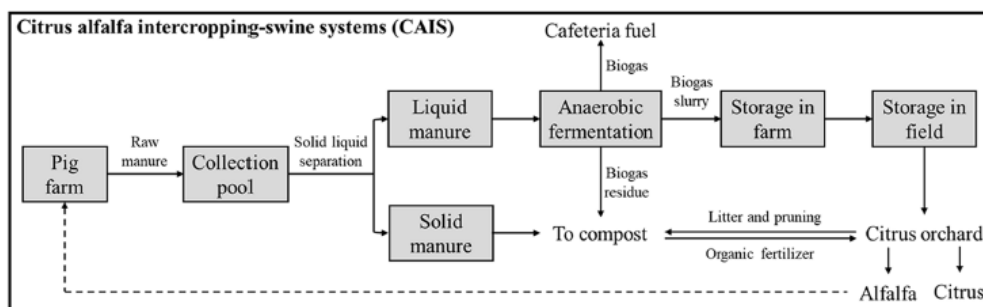 Citrus alfalfa intercropping-swine systems (CAIS)
Cafeteria fuel
Biogas
Biogas
slurry
Liquid
manure
Anaerobic
fermentation
Storage in
farm
Storage in
field
Raw
manure
Solid liquid
separation
Pig
farm
Collection
pool
Biogas
residue
Solid
manure
To compost
Litter and pruning
Organic fertilizer
Citrus orchard
Alfalfa
Citrus